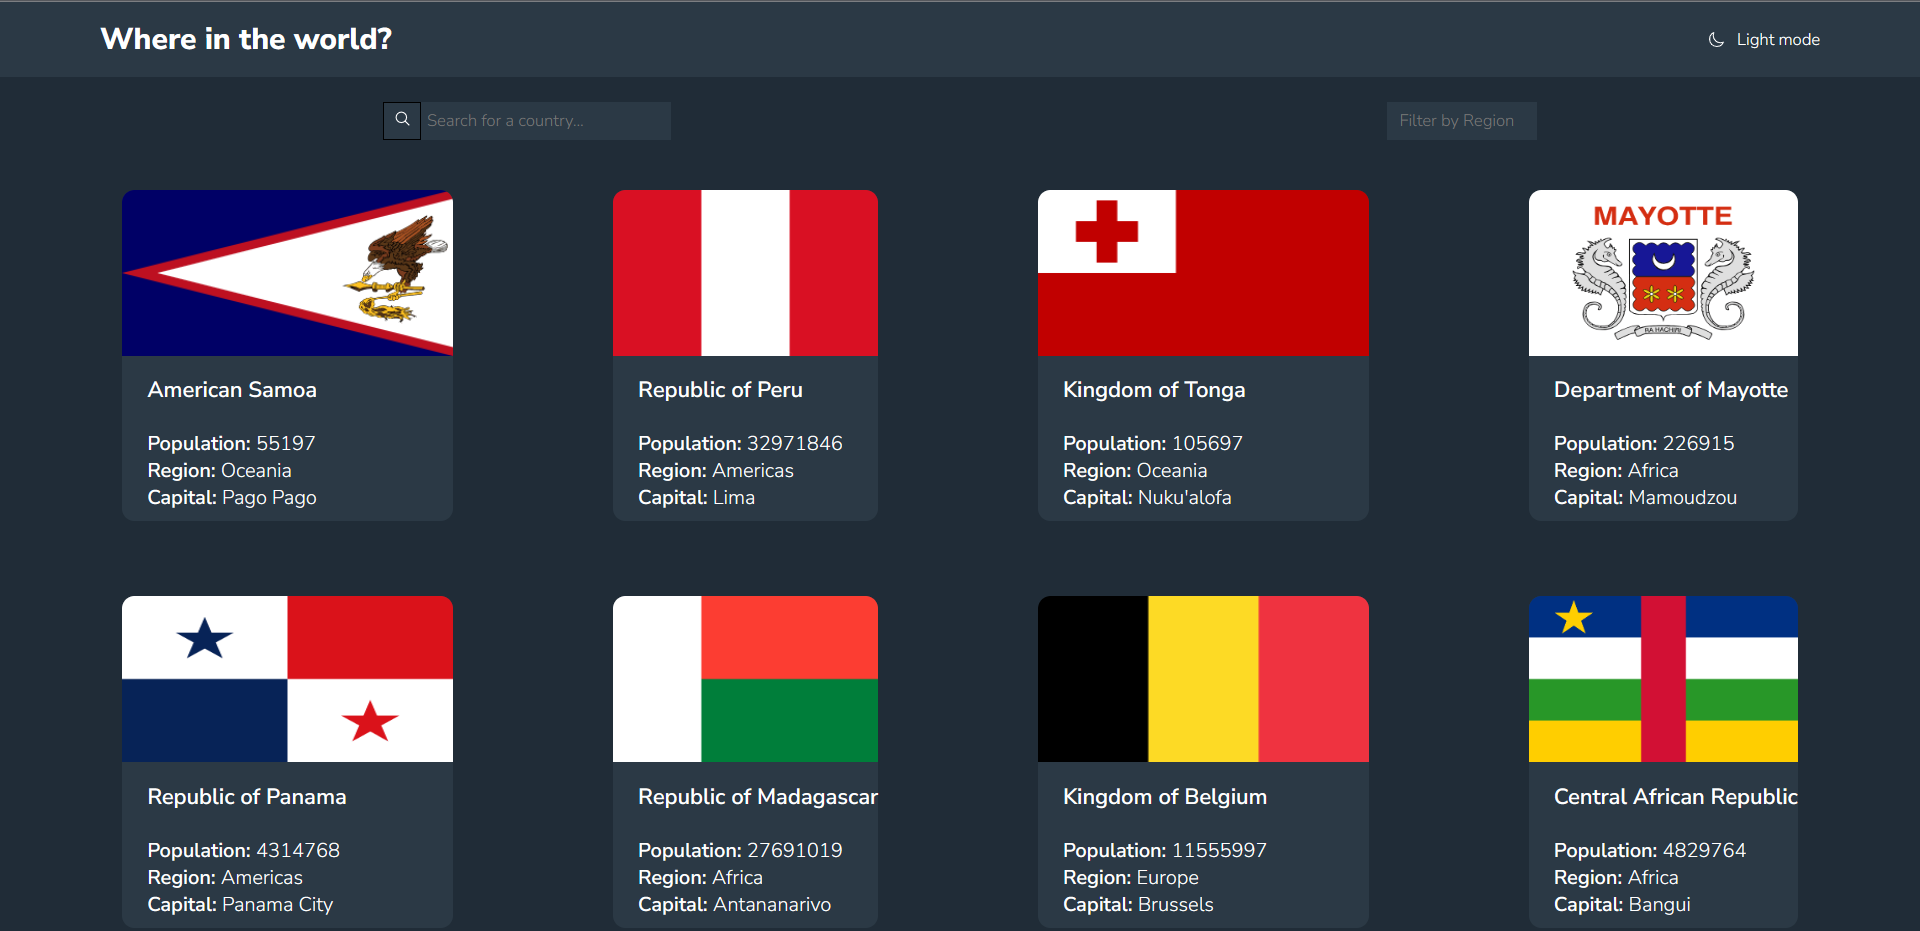 Where in the world?
Light mode
Search for a country...
Filter by Region
MAYOTTE
RA HACHIRI
American Samoa
Population: 55197
Region: Oceania
Capital: Pago Pago
Republic of Peru
Population: 32971846
Region: Americas
Capital: Lima
Kingdom of Tonga
Population: 105697
Region: Oceania
Capital: Nuku'alofa
Department of Mayotte
Population: 226915
Region: Africa
Capital: Mamoudzou
Republic of Panama
Population: 4314768
Region: Americas
Capital: Panama City
Republic of Madagascar
Population: 27691019
Region: Africa
Capital: Antananarivo
Kingdom of Belgium
Population: 11555997
Region: Europe
Capital: Brussels
Central African Republic
Population: 4829764
Region: Africa
Capital: Bangui